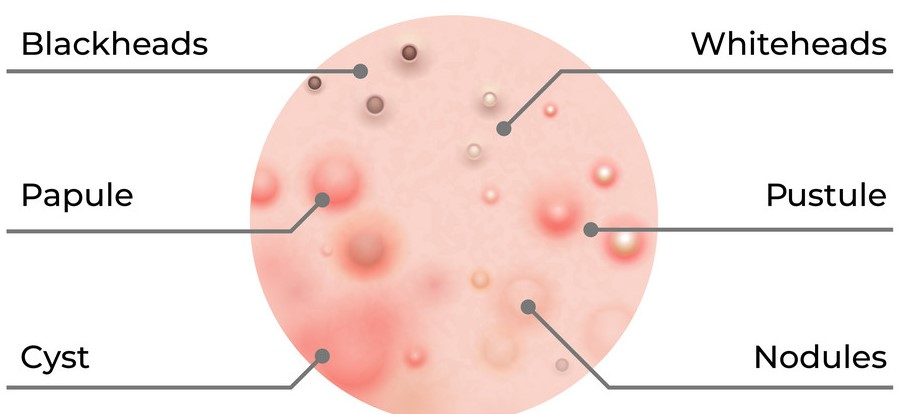 Blackheads
Whiteheads
Papule
Pustule
Cyst
Nodules